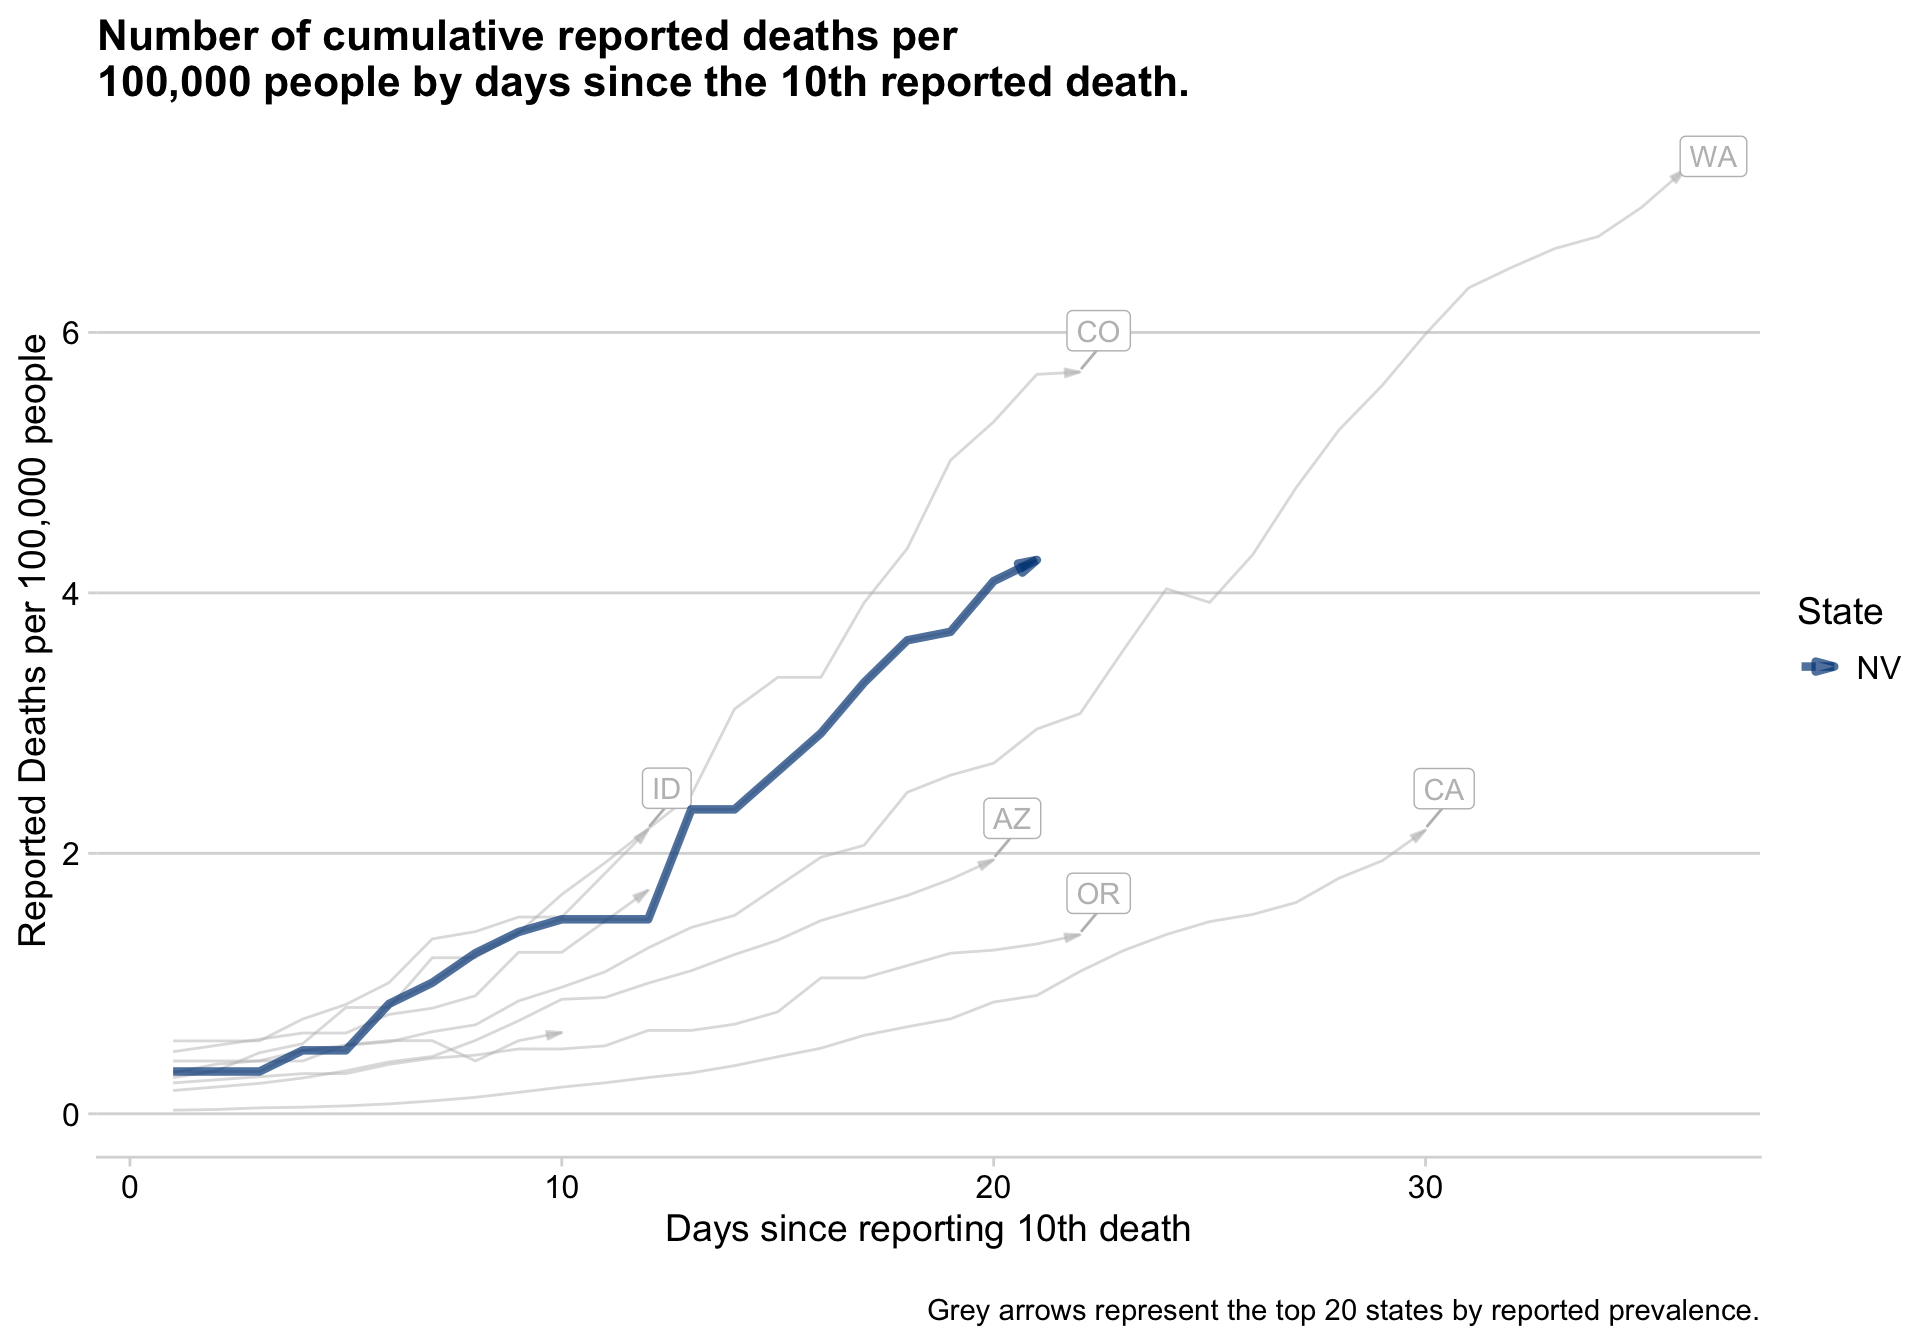 Number of cumulative reported deaths per
100,000 people by days since the 10th reported death.
WA
CO
ID
AZ
CA
OR
Reported Deaths per 100,000 people
6
4
2
0
0
10
20
30
Days since reporting 10th death
State
NV
Grey arrows represent the top 20 states by reported prevalence.